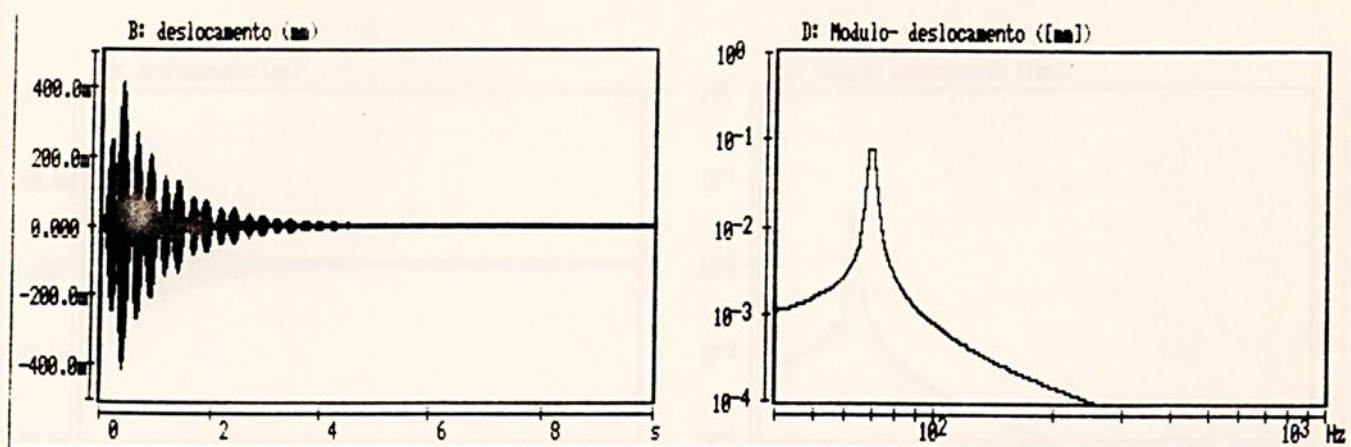 B: deslocamento (mm)
400.0m
200.0m
0.000
-200.0m
-400.0m
0 2 4 6 8 s
D: Modulo- deslocamento ([mm])
10^0
10^-1
10^-2
10^-3
10^-4
10^2 10^3 Hz